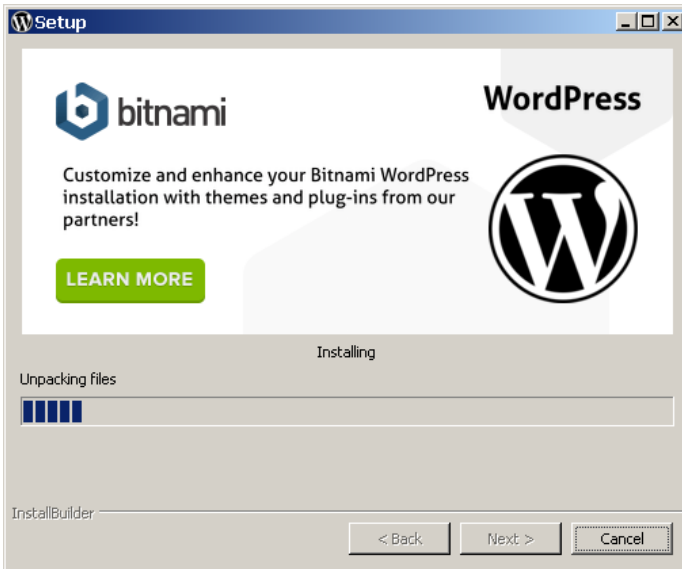 Setup
bitnami
WordPress
Customize and enhance your Bitnami WordPress
installation with themes and plug-ins from our
partners!
LEARN MORE
Installing
Unpacking files
InstallBuilder
< Back
Next >
Cancel